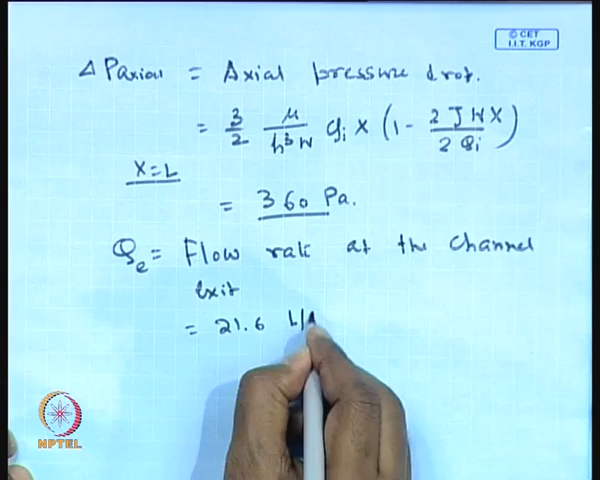 © CET
I.I.T. KGP
Δ Paxial = Axial pressure drop.
= 3/2 μ/h³W qi x (1 - 2JWX/2Qi)
X=L
= 360 Pa.
Qe = Flow rate at the channel
exit
= 21.6 L/
NPTEL